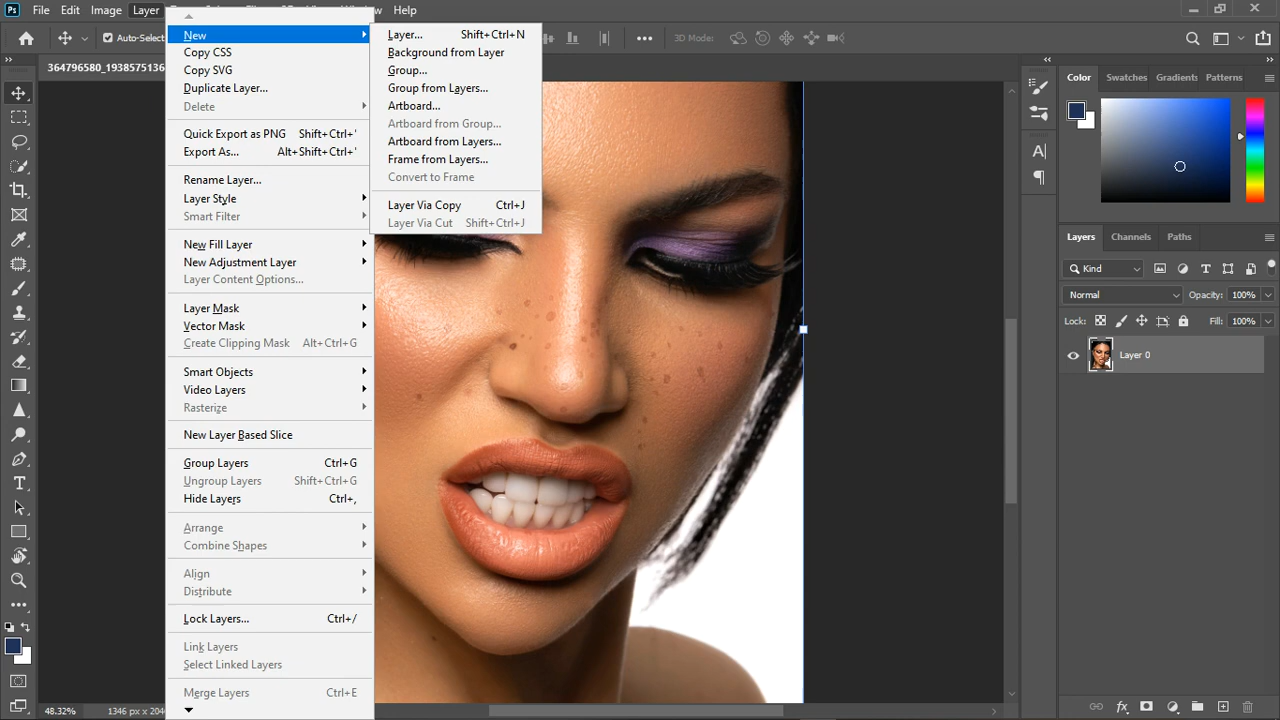 Ps File Edit Image Layer Help
Auto-Select
3D Mode:
364796580_1938575136
New
Copy CSS
Copy SVG
Duplicate Layer...
Delete
Quick Export as PNG Shift+Ctrl+'
Export As... Alt+Shift+Ctrl+'
Rename Layer...
Layer Style
Smart Filter
New Fill Layer
New Adjustment Layer
Layer Content Options...
Layer Mask
Vector Mask
Create Clipping Mask Alt+Ctrl+G
Smart Objects
Video Layers
Rasterize
New Layer Based Slice
Group Layers Ctrl+G
Ungroup Layers Shift+Ctrl+G
Hide Layers Ctrl+,
Arrange
Combine Shapes
Align
Distribute
Lock Layers... Ctrl+/
Link Layers
Select Linked Layers
Merge Layers Ctrl+E
Layer... Shift+Ctrl+N
Background from Layer
Group...
Group from Layers...
Artboard...
Artboard from Group...
Artboard from Layers...
Frame from Layers...
Convert to Frame
Layer Via Copy Ctrl+J
Layer Via Cut Shift+Ctrl+J
Color Swatches Gradients Patterns
Layers Channels Paths
Kind
Normal Opacity: 100%
Lock: Fill: 100%
Layer 0
48.32% 1346 px x 20